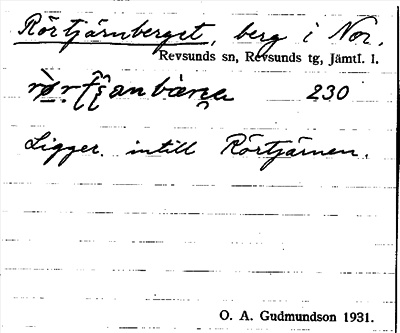 Rörtjärnberget, berg i Nor.
Revsunds sn, Revsunds tg, Jämtl. l.
230
Ligger intill Rörtjärnen.
O. A. Gudmundson 1931.